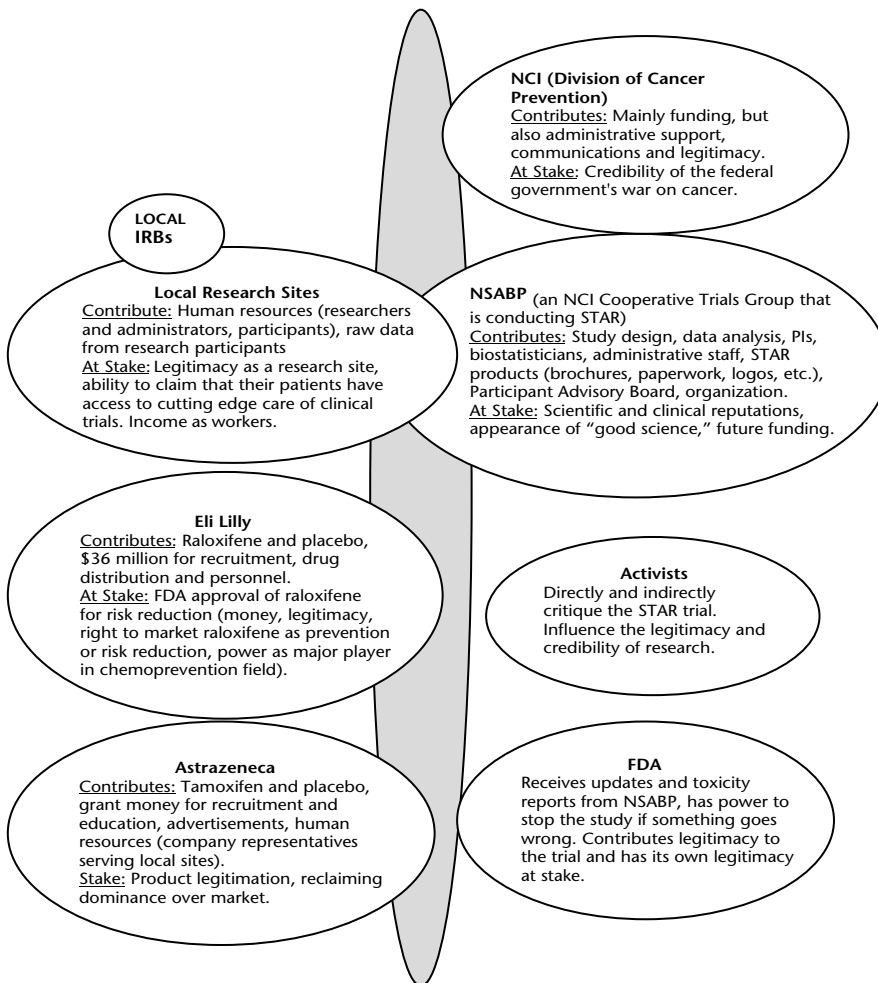 NCI (Division of Cancer
Prevention)
Contributes: Mainly funding, but
also administrative support,
communications and legitimacy.
At Stake: Credibility of the federal
government's war on cancer.
LOCAL
IRBs
Local Research Sites
Contribute: Human resources (researchers
and administrators, participants), raw data
from research participants
At Stake: Legitimacy as a research site,
ability to claim that their patients have
access to cutting edge care of clinical
trials. Income as workers.
NSABP (an NCI Cooperative Trials Group that
is conducting STAR)
Contributes: Study design, data analysis, PIs,
biostatisticians, administrative staff, STAR
products (brochures, paperwork, logos, etc.),
Participant Advisory Board, organization.
At Stake: Scientific and clinical reputations,
appearance of “good science,” future funding.
Eli Lilly
Contributes: Raloxifene and placebo,
$36 million for recruitment, drug
distribution and personnel.
At Stake: FDA approval of raloxifene
for risk reduction (money, legitimacy,
right to market raloxifene as prevention
or risk reduction, power as major player
in chemoprevention field).
Activists
Directly and indirectly
critique the STAR trial.
Influence the legitimacy and
credibility of research.
Astrazeneca
Contributes: Tamoxifen and placebo,
grant money for recruitment and
education, advertisements, human
resources (company representatives
serving local sites).
Stake: Product legitimation, reclaiming
dominance over market.
FDA
Receives updates and toxicity
reports from NSABP, has power to
stop the study if something goes
wrong. Contributes legitimacy to
the trial and has its own legitimacy
at stake.